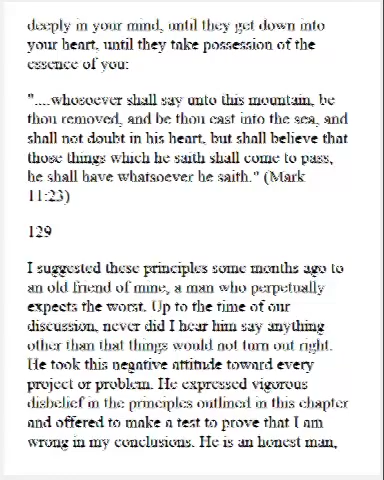 deeply in your mind, until they get down into
your heart, until they take possession of the
essence of you:
"....whosoever shall say unto this mountain, be
thou removed, and be thou cast into the sea, and
shall not doubt in his heart, but shall believe that
those things which he saith shall come to pass,
he shall have whatsoever he saith." (Mark
11:23)
129
I suggested these principles some months ago to
an old friend of mine, a man who perpetually
expects the worst. Up to the time of our
discussion, never did I hear him say anything
other than that things would not turn out right.
He took this negative attitude toward every
project or problem. He expressed vigorous
disbelief in the principles outlined in this chapter
and offered to make a test to prove that I am
wrong in my conclusions. He is an honest man,